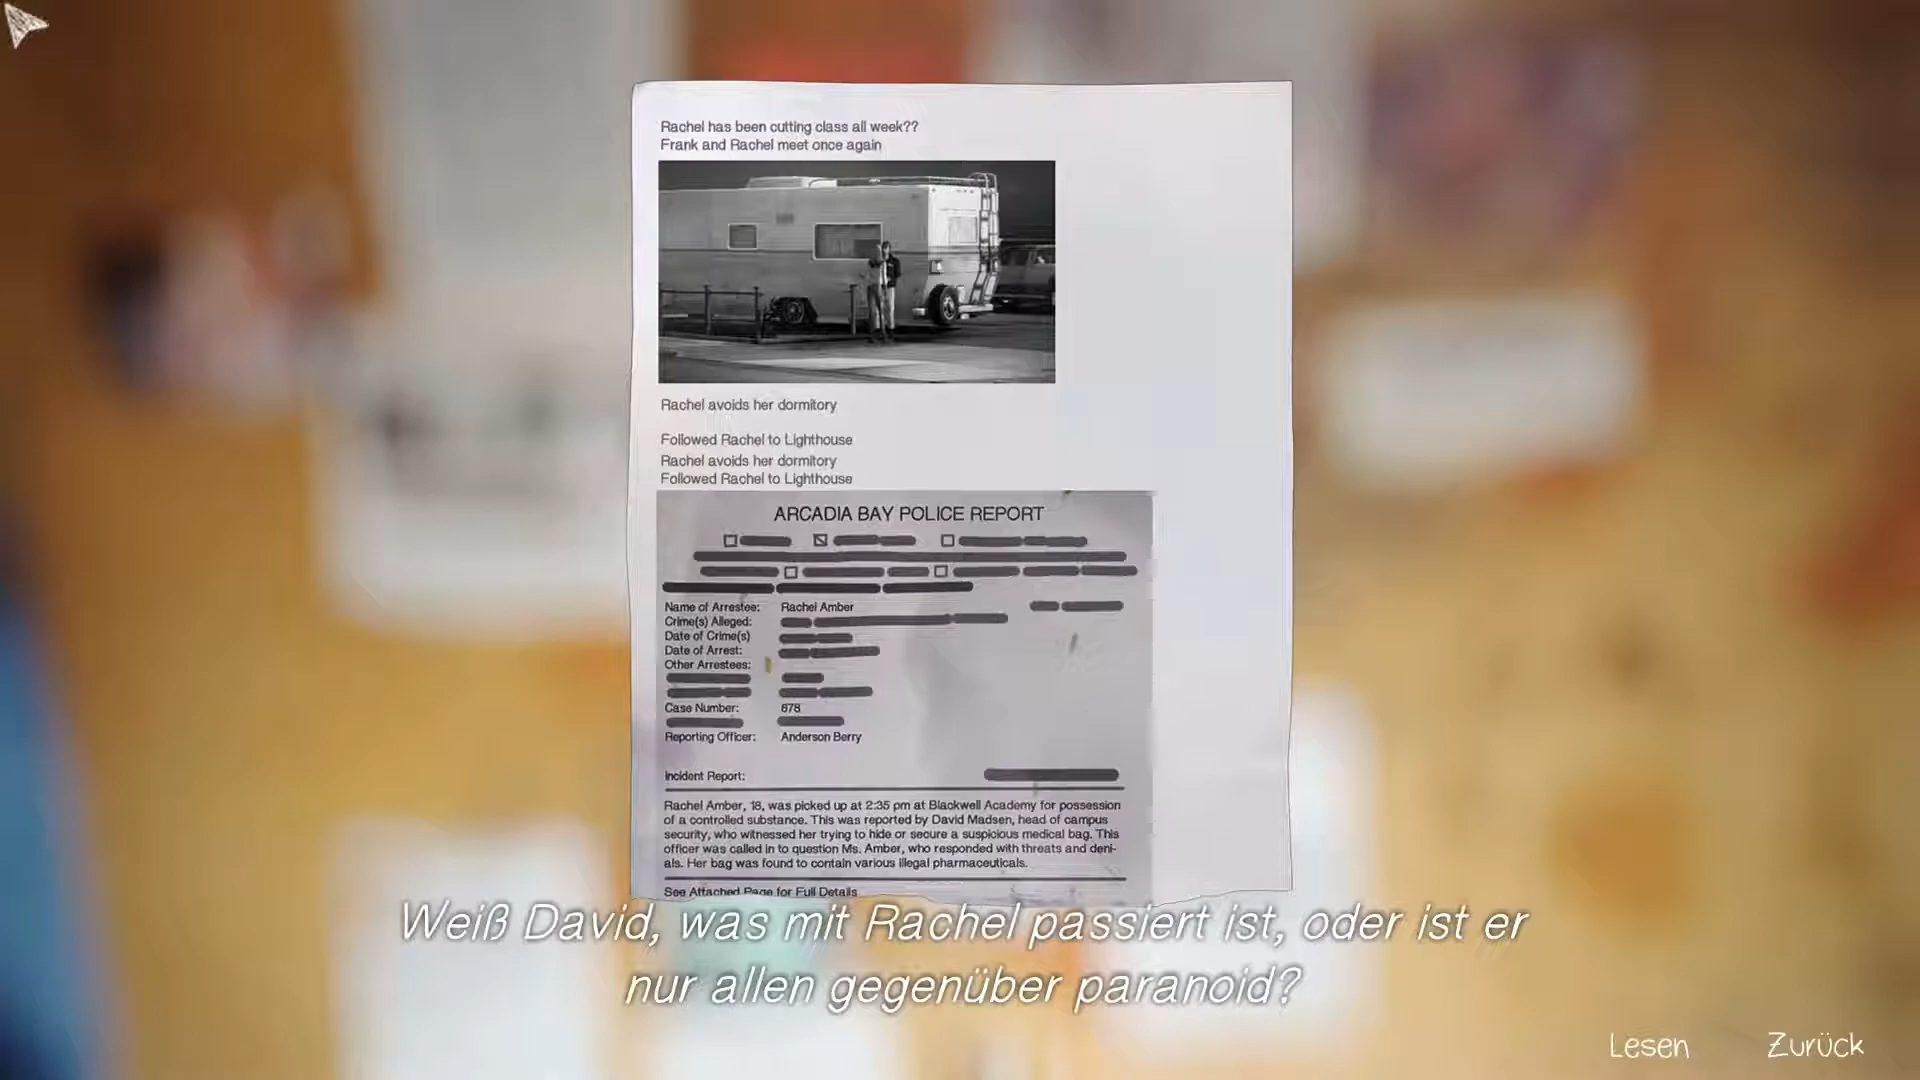 Rachel has been cutting class all week??
Frank and Rachel meet once again
Rachel avoids her dormitory
Followed Rachel to Lighthouse
Rachel avoids her dormitory
Followed Rachel to Lighthouse
ARCADIA BAY POLICE REPORT
Name of Arrestee: Rachel Amber
Crime(s) Alleged:
Date of Crime(s)
Date of Arrest:
Other Arrestees:
Case Number: 678
Reporting Officer: Anderson Berry
Incident Report:
Rachel Amber, 18, was picked up at 2:35 pm at Blackwell Academy for possession
of a controlled substance. This was reported by David Madsen, head of campus
security, who witnessed her trying to hide or secure a suspicious medical bag. This
officer was called in to question Ms. Amber, who responded with threats and deni-
als. Her bag was found to contain various illegal pharmaceuticals.
See Attached Page for Full Details
Weiß David, was mit Rachel passiert ist, oder ist er
nur allen gegenüber paranoid?
Lesen Zurück